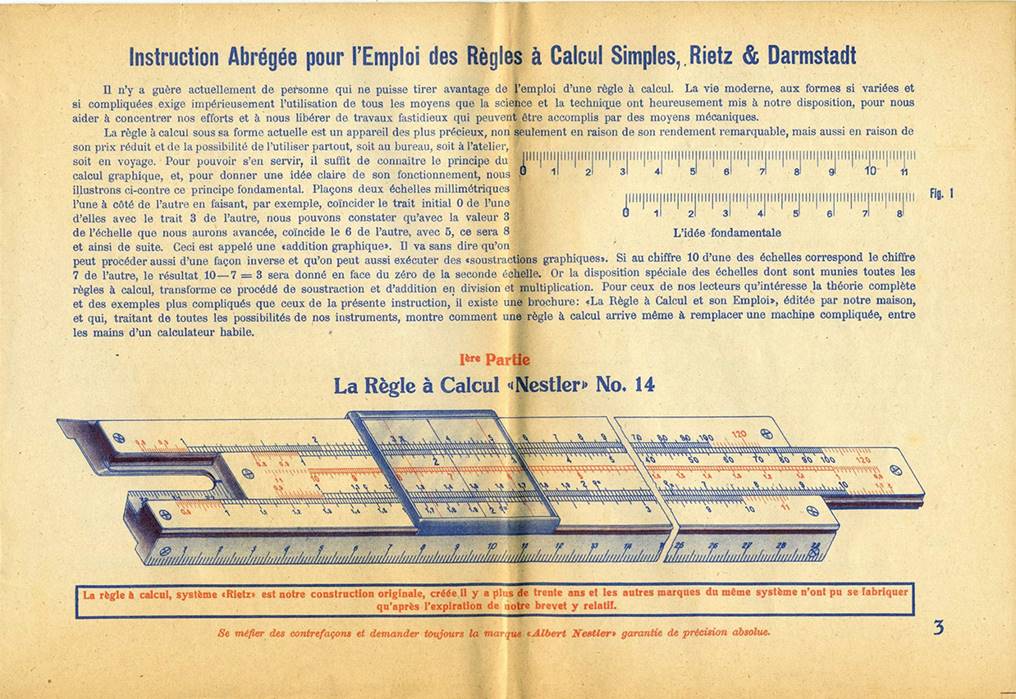 Instruction Abrégée pour l'Emploi des Règles à Calcul Simples, Rietz & Darmstadt
Il n'y a guère actuellement de personne qui ne puisse tirer avantage de l'emploi d'une règle à calcul. La vie moderne, aux formes si variées et
si compliquées exige impérieusement l'utilisation de tous les moyens que la science et la technique ont heureusement mis à notre disposition, pour nous
aider à concentrer nos efforts et à nous libérer de travaux fastidieux qui peuvent être accomplis par des moyens mécaniques.
La règle à calcul sous sa forme actuelle est un appareil des plus précieux, non seulement en raison de son rendement remarquable, mais aussi en raison de
son prix réduit et de la possibilité de l'utiliser partout, soit au bureau, soit à l'atelier,
soit en voyage. Pour pouvoir s'en servir, il suffit de connaître le principe du
calcul graphique, et, pour donner une idée claire de son fonctionnement, nous
illustrons ci-contre ce principe fondamental. Plaçons deux échelles millimétriques
l'une à côté de l'autre en faisant, par exemple, coïncider le trait initial 0 de l'une
d'elles avec le trait 3 de l'autre, nous pouvons constater qu'avec la valeur 3
de l'échelle que nous aurons avancée, coïncide le 6 de l'autre, avec 5, ce sera 8
et ainsi de suite. Ceci est appelé une «addition graphique». Il va sans dire qu'on
peut procéder aussi d'une façon inverse et qu'on peut aussi exécuter des «soustractions graphiques». Si au chiffre 10 d'une des échelles correspond le chiffre
7 de l'autre, le résultat 10—7 = 3 sera donné en face du zéro de la seconde échelle. Or la disposition spéciale des échelles dont sont munies toutes les
règles à calcul, transforme ce procédé de soustraction et d'addition en division et multiplication. Pour ceux de nos lecteurs qu'intéresse la théorie complète
et des exemples plus compliqués que ceux de la présente instruction, il existe une brochure: «La Règle à Calcul et son Emploi», éditée par notre maison,
et qui, traitant de toutes les possibilités de nos instruments, montre comment une règle à calcul arrive même à remplacer une machine compliquée, entre
les mains d'un calculateur habile.
0 1 2 3 4 5 6 7 8 9 10 11
Fig. 1
0 1 2 3 4 5 6 7 8
L'idée fondamentale
Ière Partie
La Règle à Calcul «Nestler» No. 14
La règle à calcul, système «Rietz» est notre construction originale, créée il y a plus de trente ans et les autres marques du même système n'ont pu se fabriquer
qu'après l'expiration de notre brevet y relatif.
Se méfier des contrefaçons et demander toujours la marque «Albert Nestler» garantie de précision absolue.
3